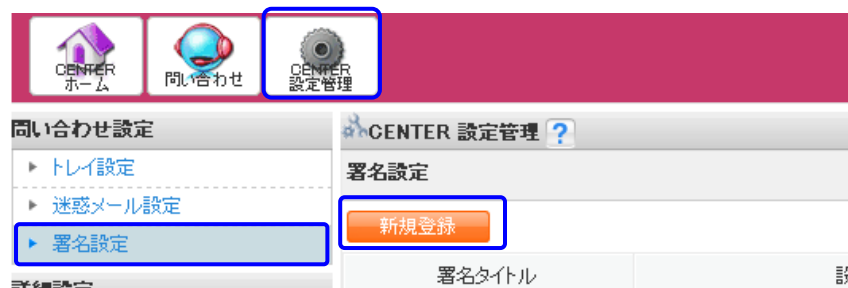 CENTER
ホーム
問い合わせ
CENTER
設定管理
問い合わせ設定
トレイ設定
迷惑メール設定
署名設定
CENTER 設定管理 ?
署名設定
新規登録
署名タイトル